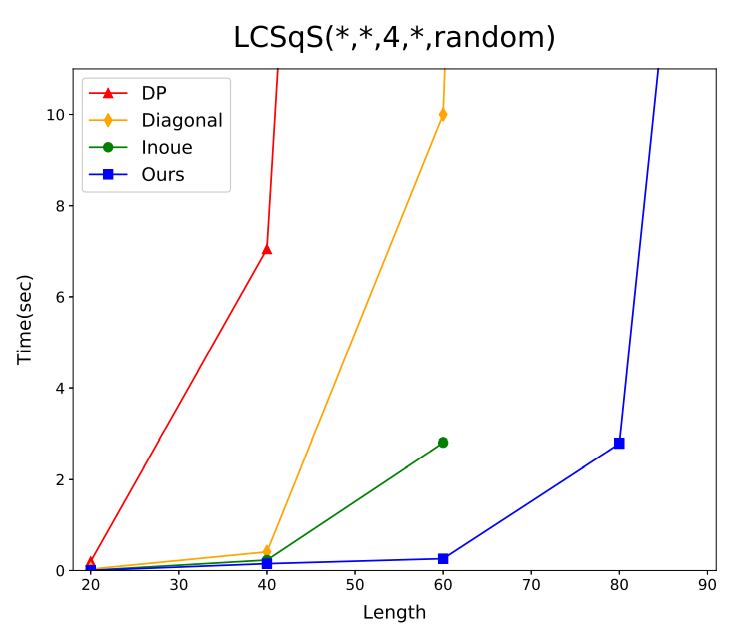 LCSqS(*,*,4,*,random)
DP
Diagonal
Inoue
Ours
10
8
6
4
2
0
Time(sec)
20 30 40 50 60 70 80 90
Length